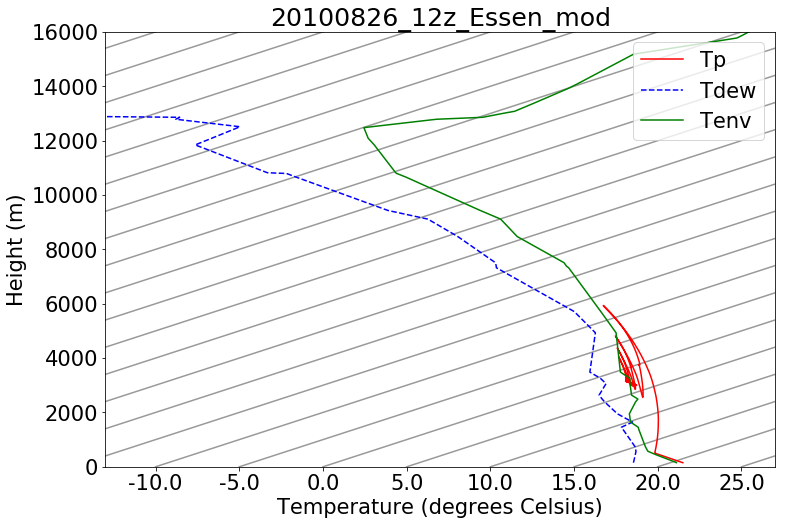 20100826_12z_Essen_mod
16000
14000
12000
10000
8000
6000
4000
2000
0
Height (m)
Tp
Tdew
Tenv
-10.0 -5.0 0.0 5.0 10.0 15.0 20.0 25.0
Temperature (degrees Celsius)